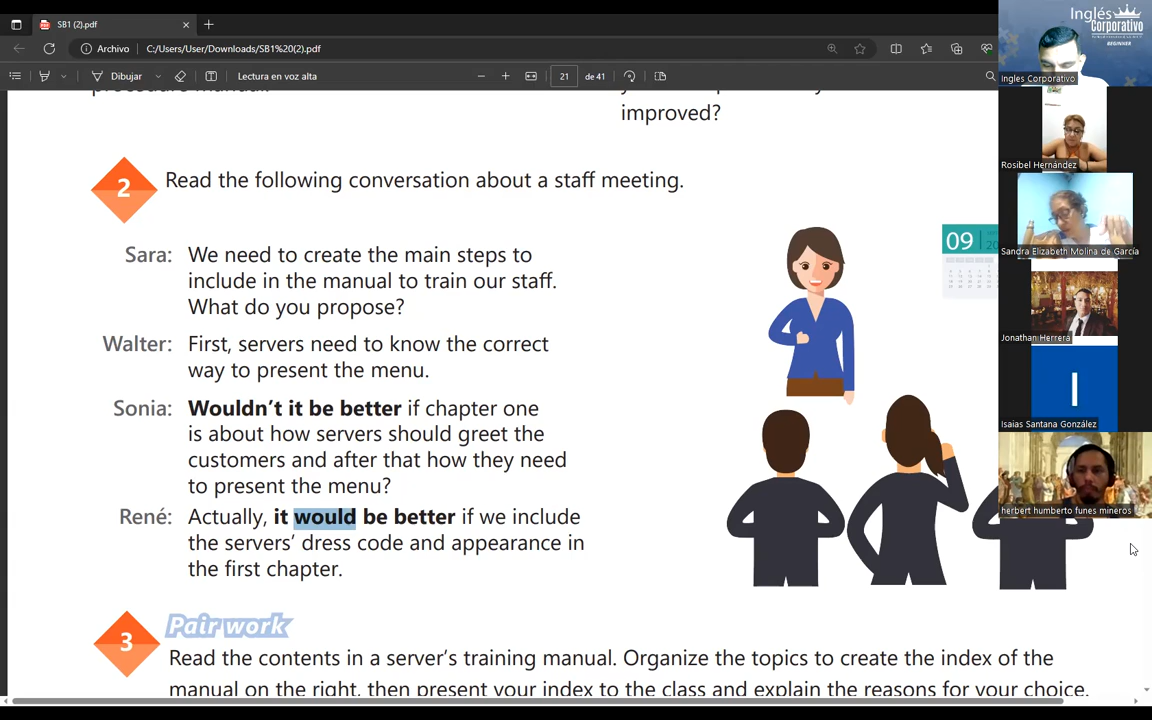 SB1 (2).pdf
Archivo
C:/Users/User/Downloads/SB1%20(2).pdf
Dibujar
Lectura en voz alta
21
de 41
improved?
2
Read the following conversation about a staff meeting.
09
Sara: We need to create the main steps to
include in the manual to train our staff.
What do you propose?
Walter: First, servers need to know the correct
way to present the menu.
Sonia: Wouldn't it be better if chapter one
is about how servers should greet the
customers and after that how they need
to present the menu?
René: Actually, it would be better if we include
the servers' dress code and appearance in
the first chapter.
3
Pair work
Read the contents in a server's training manual. Organize the topics to create the index of the
manual on the right, then present your index to the class and explain the reasons for your choice.
Inglés
Corporativo
BEGINNER
Ingles Corporativo
Rosibel Hernández
Sandra Elizabeth Molina de García
Jonathan Herrera
I
Isaias Santana González
herbert humberto funes mineros